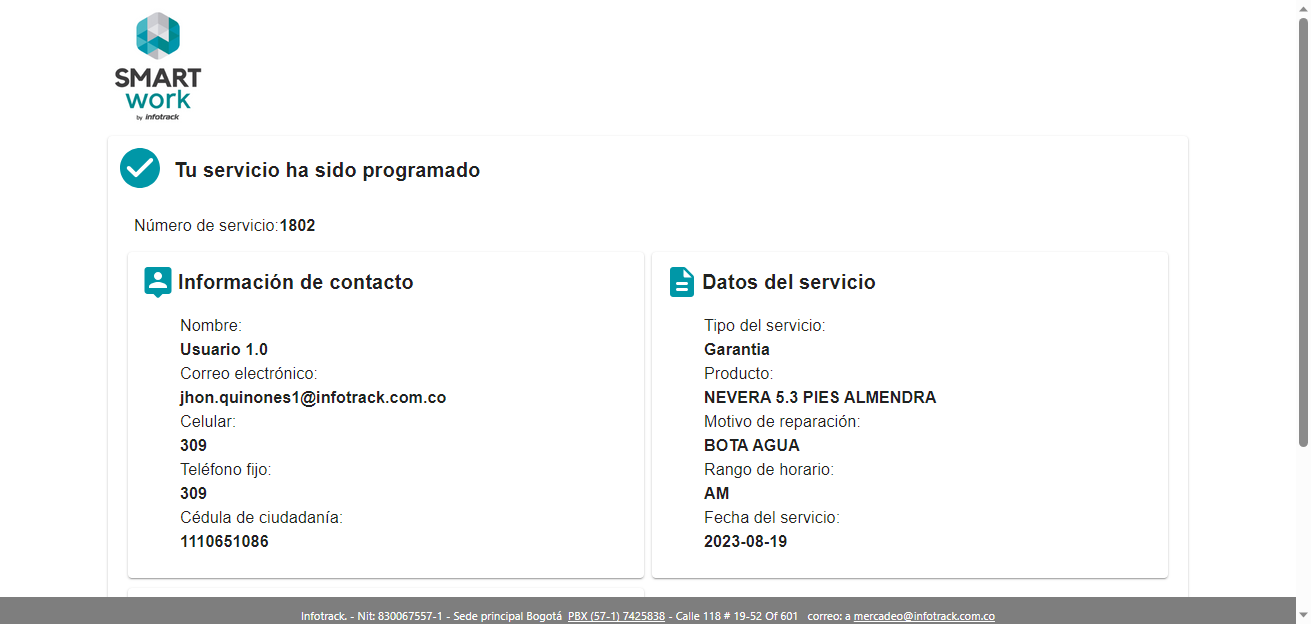 SMART
work
by infotrack
Tu servicio ha sido programado
Número de servicio:1802
Información de contacto
Nombre:
Usuario 1.0
Correo electrónico:
jhon.quinones1@infotrack.com.co
Celular:
309
Teléfono fijo:
309
Cédula de ciudadanía:
1110651086
Datos del servicio
Tipo del servicio:
Garantia
Producto:
NEVERA 5.3 PIES ALMENDRA
Motivo de reparación:
BOTA AGUA
Rango de horario:
AM
Fecha del servicio:
2023-08-19
Infotrack. - Nit: 830067557-1 - Sede principal Bogotá PBX (57-1) 7425838 - Calle 118 # 19-52 Of 601 correo: a mercadeo@infotrack.com.co